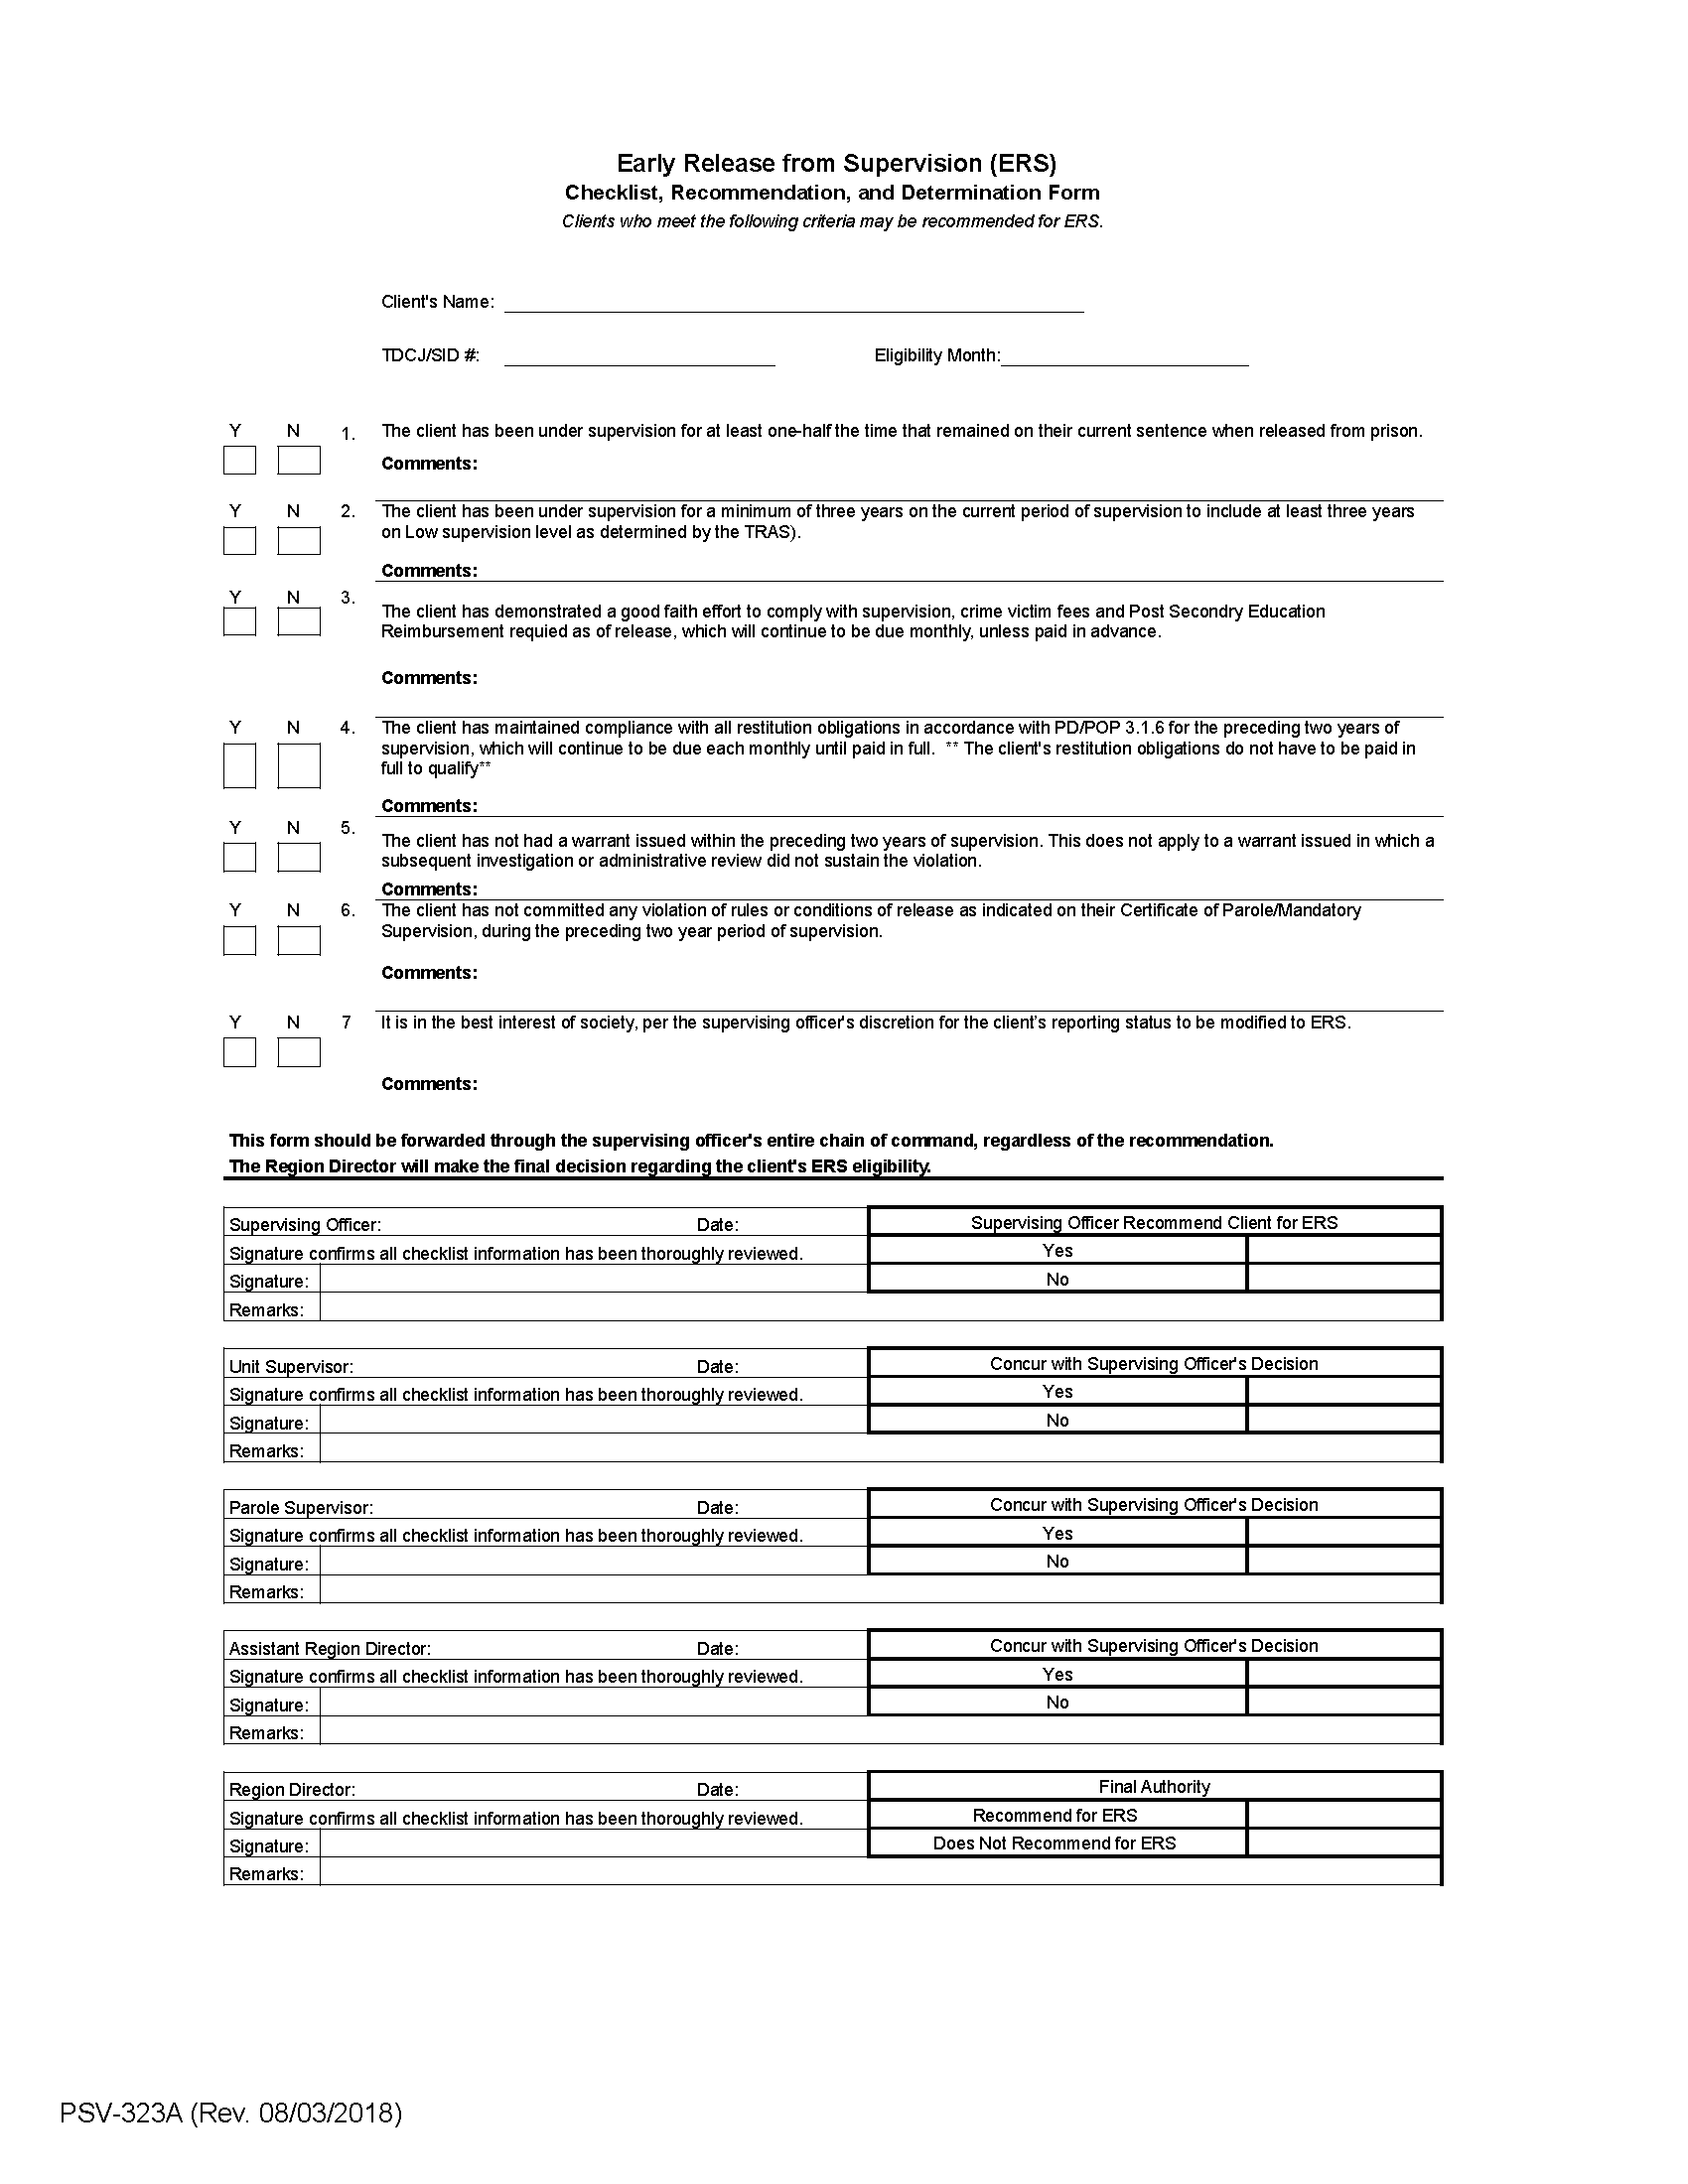 Early Release from Supervision (ERS)
Checklist, Recommendation, and Determination Form
Clients who meet the following criteria may be recommended for ERS.
Client's Name:
TDCJ/SID #: Eligibility Month:
Y N 1. The client has been under supervision for at least one-half the time that remained on their current sentence when released from prison.
Comments:
Y N 2. The client has been under supervision for a minimum of three years on the current period of supervision to include at least three years
on Low supervision level as determined by the TRAS).
Comments:
Y N 3.
The client has demonstrated a good faith effort to comply with supervision, crime victim fees and Post Secondry Education
Reimbursement requied as of release, which will continue to be due monthly, unless paid in advance.
Comments:
Y N 4. The client has maintained compliance with all restitution obligations in accordance with PD/POP 3.1.6 for the preceding two years of
supervision, which will continue to be due each monthly until paid in full. ** The client's restitution obligations do not have to be paid in
full to qualify**
Comments:
Y N 5.
The client has not had a warrant issued within the preceding two years of supervision. This does not apply to a warrant issued in which a
subsequent investigation or administrative review did not sustain the violation.
Comments:
Y N 6. The client has not committed any violation of rules or conditions of release as indicated on their Certificate of Parole/Mandatory
Supervision, during the preceding two year period of supervision.
Comments:
Y N 7 It is in the best interest of society, per the supervising officer's discretion for the client's reporting status to be modified to ERS.
Comments:
This form should be forwarded through the supervising officer's entire chain of command, regardless of the recommendation.
The Region Director will make the final decision regarding the client's ERS eligibility.
Supervising Officer: Date: Supervising Officer Recommend Client for ERS
Signature confirms all checklist information has been thoroughly reviewed. Yes
Signature: No
Remarks:
Unit Supervisor: Date: Concur with Supervising Officer's Decision
Signature confirms all checklist information has been thoroughly reviewed. Yes
Signature: No
Remarks:
Parole Supervisor: Date: Concur with Supervising Officer's Decision
Signature confirms all checklist information has been thoroughly reviewed. Yes
Signature: No
Remarks:
Assistant Region Director: Date: Concur with Supervising Officer's Decision
Signature confirms all checklist information has been thoroughly reviewed. Yes
Signature: No
Remarks:
Region Director: Date: Final Authority
Signature confirms all checklist information has been thoroughly reviewed. Recommend for ERS
Signature: Does Not Recommend for ERS
Remarks:
PSV-323A (Rev. 08/03/2018)